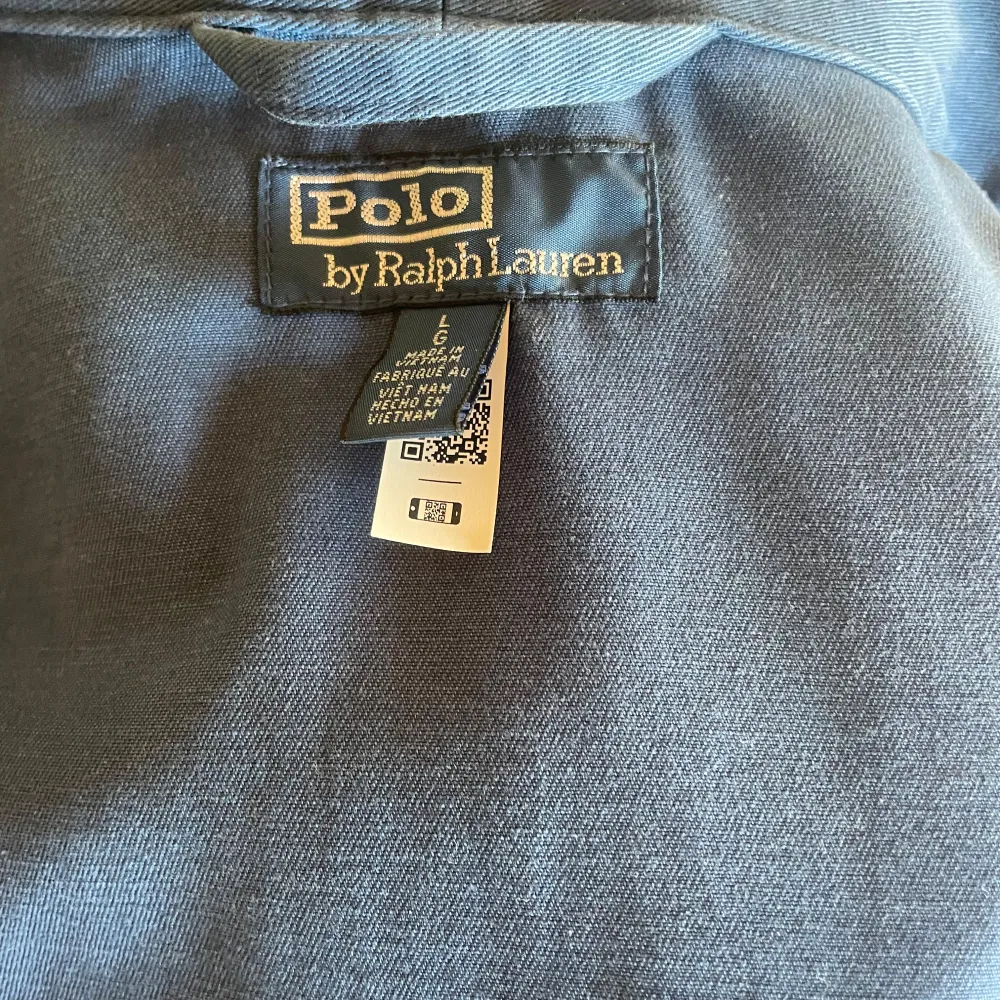 Polo
by Ralph Lauren
L
G
MADE IN
VIETNAM
FABRIQUÉ AU
VIÊT NAM
HECHO EN
VIETNAM